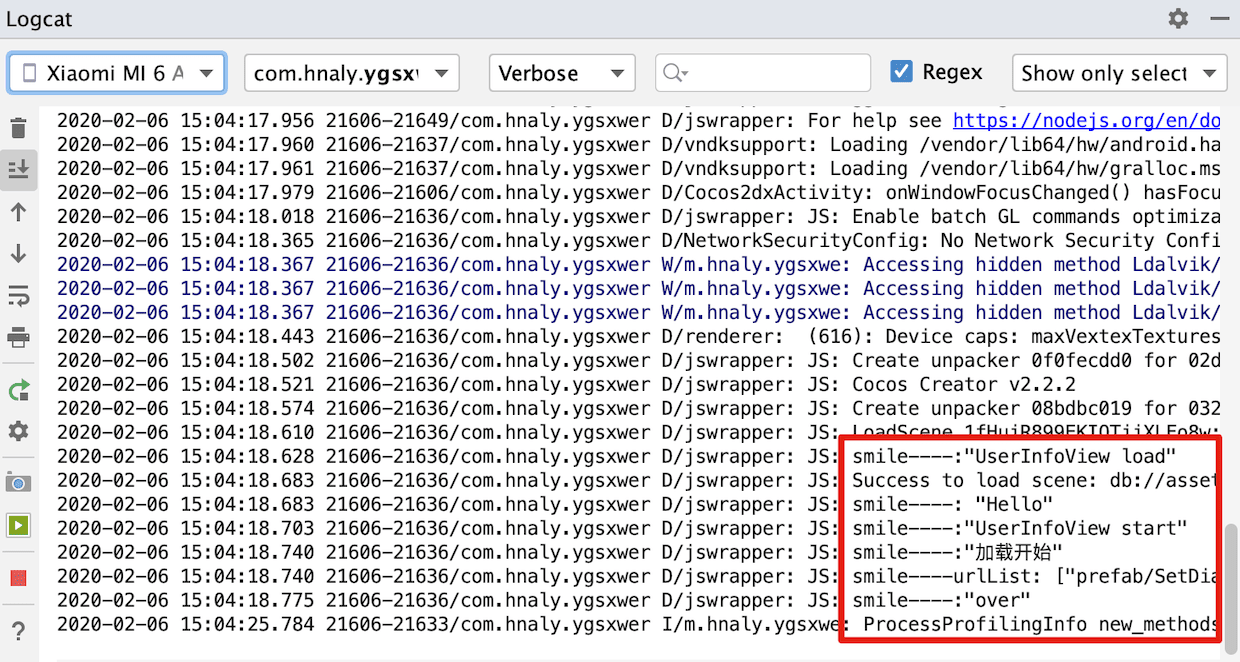 Logcat
Xiaomi MI 6 A com.hnaly.ygsx Verbose Regex Show only select
2020-02-06 15:04:17.956 21606-21649/com.hnaly.ygsxwer D/jswrapper: For help see https://nodejs.org/en/do
2020-02-06 15:04:17.960 21606-21637/com.hnaly.ygsxwer D/vndksupport: Loading /vendor/lib64/hw/android.ha
2020-02-06 15:04:17.961 21606-21637/com.hnaly.ygsxwer D/vndksupport: Loading /vendor/lib64/hw/gralloc.ms
2020-02-06 15:04:17.979 21606-21606/com.hnaly.ygsxwer D/Cocos2dxActivity: onWindowFocusChanged() hasFocu
2020-02-06 15:04:18.018 21606-21636/com.hnaly.ygsxwer D/jswrapper: JS: Enable batch GL commands optimiza
2020-02-06 15:04:18.365 21606-21636/com.hnaly.ygsxwer D/NetworkSecurityConfig: No Network Security Confi
2020-02-06 15:04:18.367 21606-21636/com.hnaly.ygsxwer W/m.hnaly.ygsxwe: Accessing hidden method Ldalvik/
2020-02-06 15:04:18.367 21606-21636/com.hnaly.ygsxwer W/m.hnaly.ygsxwe: Accessing hidden method Ldalvik/
2020-02-06 15:04:18.367 21606-21636/com.hnaly.ygsxwer W/m.hnaly.ygsxwe: Accessing hidden method Ldalvik/
2020-02-06 15:04:18.443 21606-21636/com.hnaly.ygsxwer D/renderer: (616): Device caps: maxVextexTextures
2020-02-06 15:04:18.502 21606-21636/com.hnaly.ygsxwer D/jswrapper: JS: Create unpacker 0f0fecdd0 for 02d
2020-02-06 15:04:18.521 21606-21636/com.hnaly.ygsxwer D/jswrapper: JS: Cocos Creator v2.2.2
2020-02-06 15:04:18.574 21606-21636/com.hnaly.ygsxwer D/jswrapper: JS: Create unpacker 08bdbc019 for 032
2020-02-06 15:04:18.610 21606-21636/com.hnaly.ygsxwer D/jswrapper: JS: LoadScene
2020-02-06 15:04:18.628 21606-21636/com.hnaly.ygsxwer D/jswrapper: JS: smile----:"UserInfoView load"
2020-02-06 15:04:18.683 21606-21636/com.hnaly.ygsxwer D/jswrapper: JS: Success to load scene: db://asset
2020-02-06 15:04:18.683 21606-21636/com.hnaly.ygsxwer D/jswrapper: JS: smile----: "Hello"
2020-02-06 15:04:18.703 21606-21636/com.hnaly.ygsxwer D/jswrapper: JS: smile----:"UserInfoView start"
2020-02-06 15:04:18.740 21606-21636/com.hnaly.ygsxwer D/jswrapper: JS: smile----:"加载开始"
2020-02-06 15:04:18.740 21606-21636/com.hnaly.ygsxwer D/jswrapper: JS: smile----urlList: ["prefab/SetDia
2020-02-06 15:04:18.775 21606-21636/com.hnaly.ygsxwer D/jswrapper: JS: smile----:"over"
2020-02-06 15:04:25.784 21606-21633/com.hnaly.ygsxwer I/m.hnaly.ygsxwe: ProcessProfilingInfo new_methods